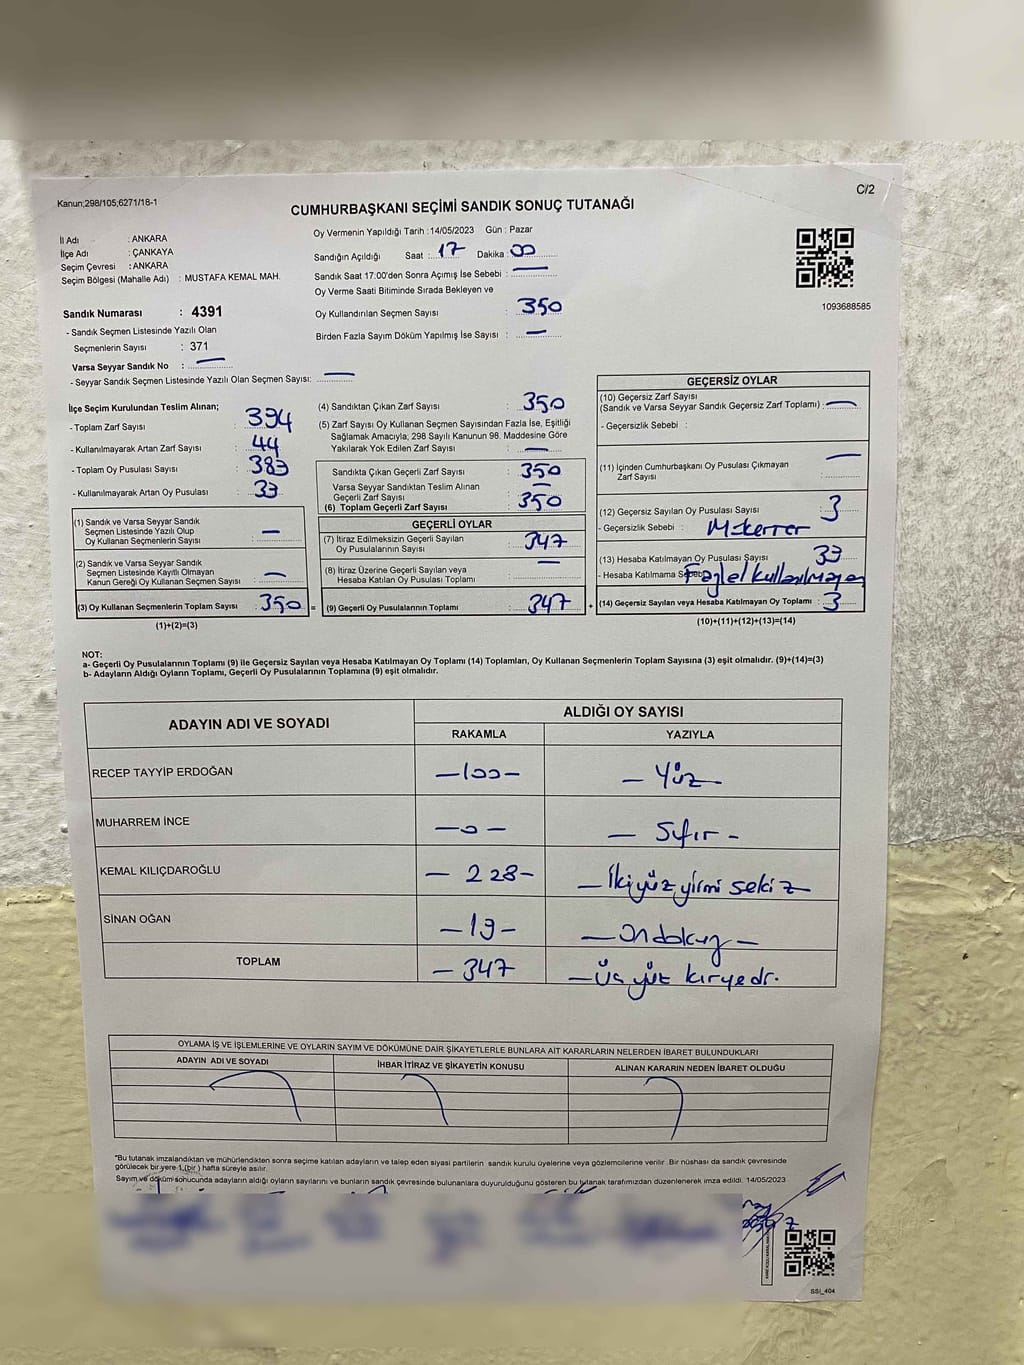 Kanun;298/105;6271/18-1
C/2
CUMHURBAŞKANI SEÇİMİ SANDIK SONUÇ TUTANAĞI
İl Adı : ANKARA
İlçe Adı : ÇANKAYA
Seçim Çevresi : ANKARA
Seçim Bölgesi (Mahalle Adı) : MUSTAFA KEMAL MAH.
Sandık Numarası : 4391
- Sandık Seçmen Listesinde Yazılı Olan
Seçmenlerin Sayısı : 371
Varsa Seyyar Sandık No : —
- Seyyar Sandık Seçmen Listesinde Yazılı Olan Seçmen Sayısı: —
Oy Vermenin Yapıldığı Tarih :14/05/2023 Gün : Pazar
Sandığın Açıldığı Saat : 17 Dakika : 00
Sandık Saat 17:00'den Sonra Açımış İse Sebebi : —
Oy Verme Saati Bitiminde Sırada Bekleyen ve
Oy Kullandırılan Seçmen Sayısı : 350
Birden Fazla Sayım Döküm Yapılmış İse Sayısı : —
1093688585
İlçe Seçim Kurulundan Teslim Alınan;
- Toplam Zarf Sayısı : 394
- Kullanılmayarak Artan Zarf Sayısı : 44
- Toplam Oy Pusulası Sayısı : 383
- Kullanılmayarak Artan Oy Pusulası : 33
(1) Sandık ve Varsa Seyyar Sandık
Seçmen Listesinde Yazılı Olup
Oy Kullanan Seçmenlerin Sayısı : —
(2) Sandık ve Varsa Seyyar Sandık
Seçmen Listesinde Kayıtlı Olmayan
Kanun Gereği Oy Kullanan Seçmen Sayısı : —
(3) Oy Kullanan Seçmenlerin Toplam Sayısı : 350 =
(1)+(2)=(3)
(4) Sandıktan Çıkan Zarf Sayısı : 350
(5) Zarf Sayısı Oy Kullanan Seçmen Sayısından Fazla İse, Eşitliği
Sağlamak Amacıyla, 298 Sayılı Kanunun 98. Maddesine Göre
Yakılarak Yok Edilen Zarf Sayısı : —
Sandıkta Çıkan Geçerli Zarf Sayısı : 350
Varsa Seyyar Sandıktan Teslim Alınan
Geçerli Zarf Sayısı : —
(6) Toplam Geçerli Zarf Sayısı : 350
GEÇERLİ OYLAR
(7) İtiraz Edilmeksizin Geçerli Sayılan
Oy Pusulalarının Sayısı : 347
(8) İtiraz Üzerine Geçerli Sayılan veya
Hesaba Katılan Oy Pusulası Toplamı : —
(9) Geçerli Oy Pusulalarının Toplamı : 347 +
GEÇERSİZ OYLAR
(10) Geçersiz Zarf Sayısı
(Sandık ve Varsa Seyyar Sandık Geçersiz Zarf Toplamı) : —
- Geçersizlik Sebebi :
(11) İçinden Cumhurbaşkanı Oy Pusulası Çıkmayan
Zarf Sayısı : —
(12) Geçersiz Sayılan Oy Pusulası Sayısı : 3
- Geçersizlik Sebebi : Mükerrer
(13) Hesaba Katılmayan Oy Pusulası Sayısı : 33
- Hesaba Katılmama Sebebi
(14) Geçersiz Sayılan veya Hesaba Katılmayan Oy Toplamı : 3
(10)+(11)+(12)+(13)=(14)
NOT:
a- Geçerli Oy Pusulalarının Toplamı (9) ile Geçersiz Sayılan veya Hesaba Katılmayan Oy Toplamı (14) Toplamları, Oy Kullanan Seçmenlerin Toplam Sayısına (3) eşit olmalıdır. (9)+(14)=(3)
b- Adayların Aldığı Oyların Toplamı, Geçerli Oy Pusulalarının Toplamına (9) eşit olmalıdır.
ADAYIN ADI VE SOYADI
ALDIĞI OY SAYISI
RAKAMLA YAZIYLA
RECEP TAYYİP ERDOĞAN —100— — Yüz —
MUHARREM İNCE —0— — Sıfır -
KEMAL KILIÇDAROĞLU — 228- — İkiyüz yirmi sekiz —
SİNAN OĞAN —19- — Ondokuz —
TOPLAM — 347 — Üç yüz kıryedi.
OYLAMA İŞ VE İŞLEMLERİNE VE OYLARIN SAYIM VE DÖKÜMÜNE DAİR ŞİKAYETLERLE BUNLARA AİT KARARLARIN NELERDEN İBARET BULUNDUKLARI
ADAYIN ADI VE SOYADI İHBAR İTİRAZ VE ŞİKAYETİN KONUSU ALINAN KARARIN NEDEN İBARET OLDUĞU
"Bu tutanak imzalandıktan ve mühürlendikten sonra seçime katılan adayların ve talep eden siyasi partilerin sandık kurulu üyelerine veya gözlemcilerine verilir. Bir nüshası da sandık çevresinde
görülecek bir yere 1 (bir ) hafta süreyle asılır.
Sayım ve döküm sonucunda adayların aldığı oyların sayılarını ve bunların sandık çevresinde bulunanlara duyurulduğunu gösteren bu tutanak tarafımızdan düzenlenerek imza edildi. 14/05/2023
SSİ_404